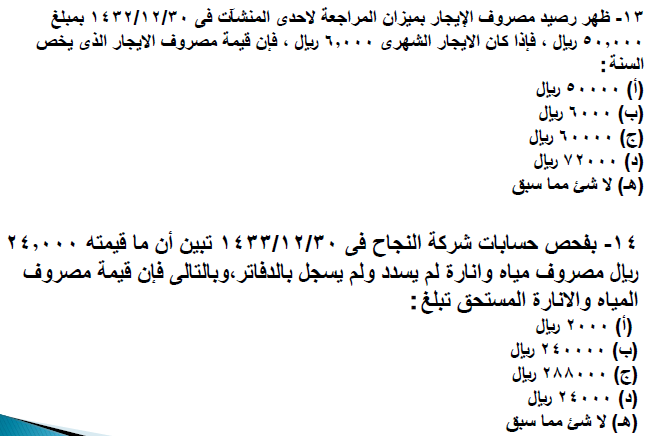 ١٣- ظهر رصيد مصروف الإيجار بميزان المراجعة لاحدى المنشآت فى ١٤٣٢/١٢/٣٠ بمبلغ
٥٠,٠٠٠ ريال ، فإذا كان الايجار الشهرى ٦,٠٠٠ ريال ، فإن قيمة مصروف الايجار الذى يخص
السنة :
(أ) ٥٠٠٠٠ ريال
(ب) ٦٠٠٠ ريال
(ج) ٦٠٠٠٠ ريال
(د) ٧٢٠٠٠ ريال
(هـ) لا شئ مما سبق
١٤- بفحص حسابات شركة النجاح فى ١٤٣٣/١٢/٣٠ تبين أن ما قيمته ٢٤,٠٠٠
ريال مصروف مياه وانارة لم يسدد ولم يسجل بالدفاتر،وبالتالى فإن قيمة مصروف
المياه والانارة المستحق تبلغ :
(أ) ٢٠٠٠ ريال
(ب) ٢٤٠٠٠٠ ريال
(ج) ٢٨٨٠٠٠ ريال
(د) ٢٤٠٠٠ ريال
(هـ) لا شئ مما سبق